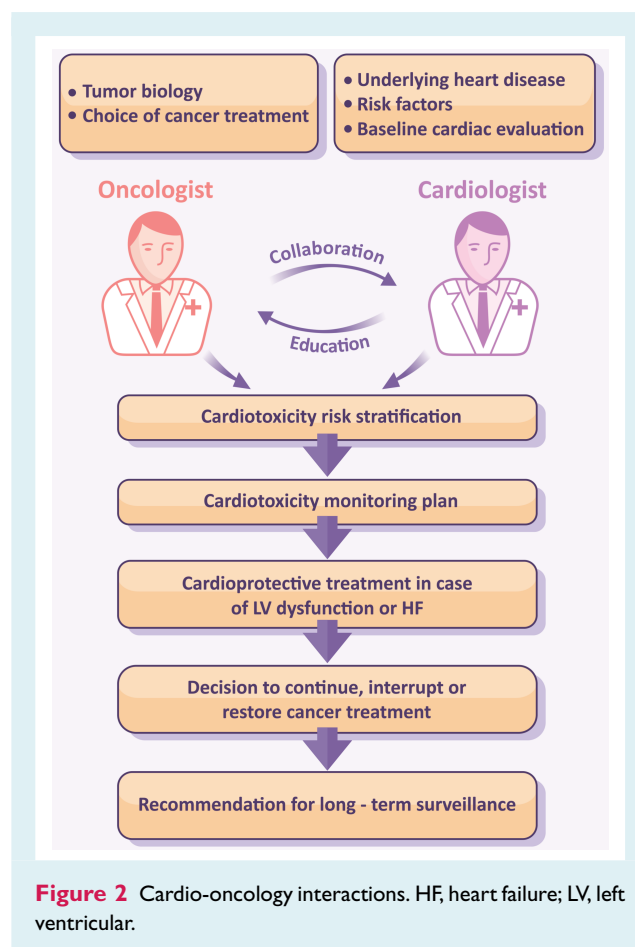 • Tumor biology
• Choice of cancer treatment
• Underlying heart disease
• Risk factors
• Baseline cardiac evaluation
Oncologist
Cardiologist
Collaboration
Education
Cardiotoxicity risk stratification
Cardiotoxicity monitoring plan
Cardioprotective treatment in case
of LV dysfunction or HF
Decision to continue, interrupt or
restore cancer treatment
Recommendation for long - term surveillance
Figure 2 Cardio-oncology interactions. HF, heart failure; LV, left
ventricular.